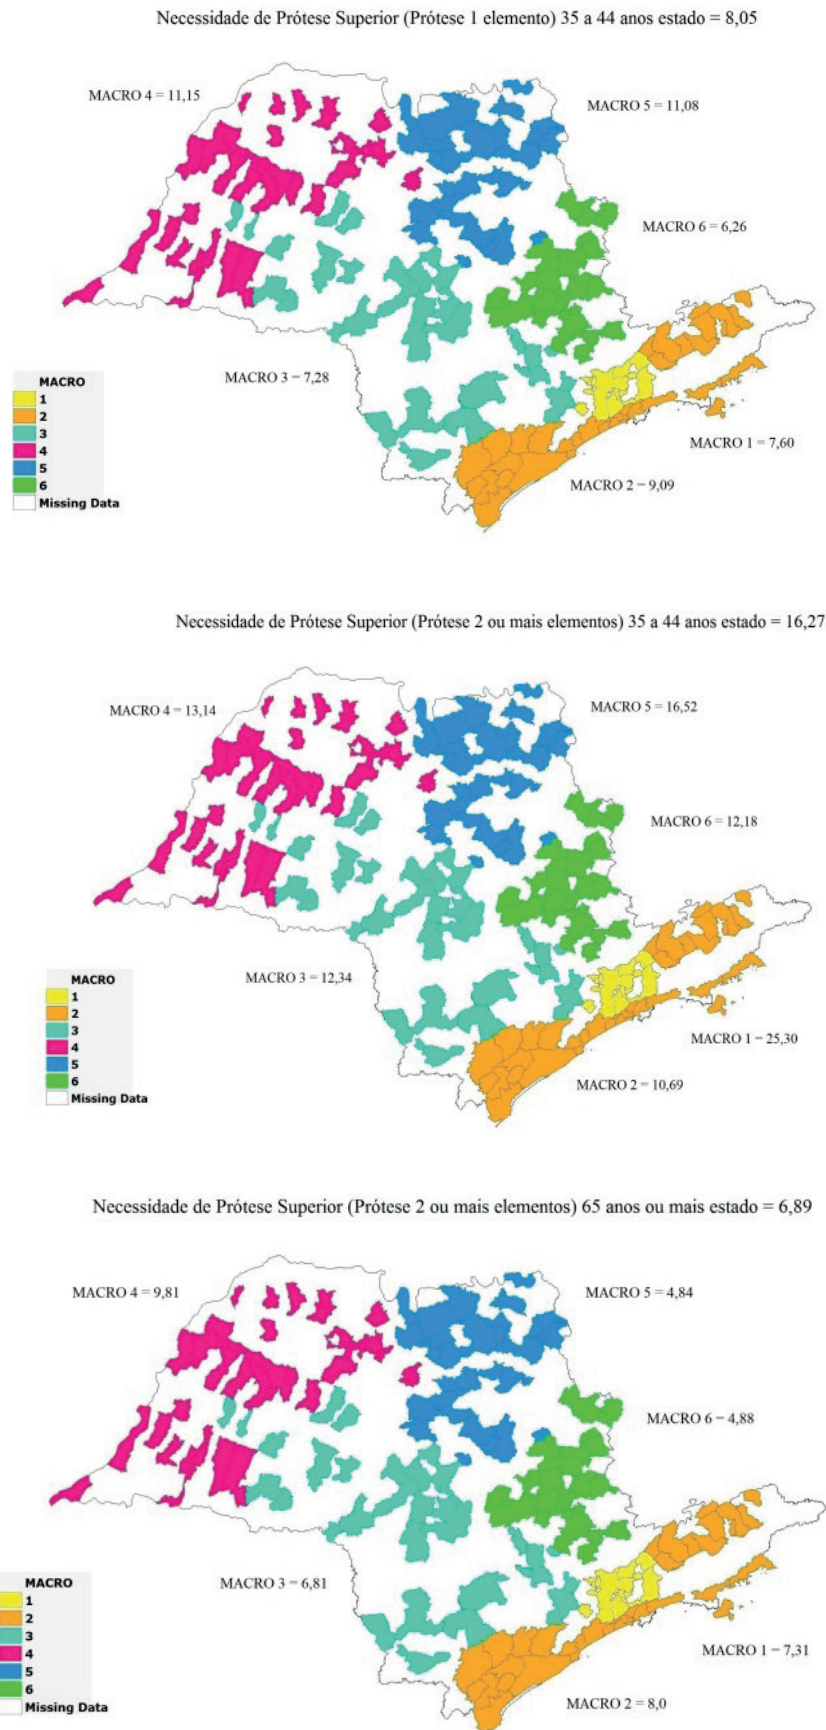 Necessidade de Prótese Superior (Prótese 1 elemento) 35 a 44 anos estado = 8,05
MACRO 4 = 11,15
MACRO 5 = 11,08
MACRO 6 = 6,26
MACRO 3 = 7,28
MACRO
1
2
3
4
5
6
Missing Data
MACRO 1 = 7,60
MACRO 2 = 9,09
Necessidade de Prótese Superior (Prótese 2 ou mais elementos) 35 a 44 anos estado = 16,27
MACRO 4 = 13,14
MACRO 5 = 16,52
MACRO 6 = 12,18
MACRO 3 = 12,34
MACRO
1
2
3
4
5
6
Missing Data
MACRO 1 = 25,30
MACRO 2 = 10,69
Necessidade de Prótese Superior (Prótese 2 ou mais elementos) 65 anos ou mais estado = 6,89
MACRO 4 = 9,81
MACRO 5 = 4,84
MACRO 6 = 4,88
MACRO 3 = 6,81
MACRO
1
2
3
4
5
6
Missing Data
MACRO 1 = 7,31
MACRO 2 = 8,0